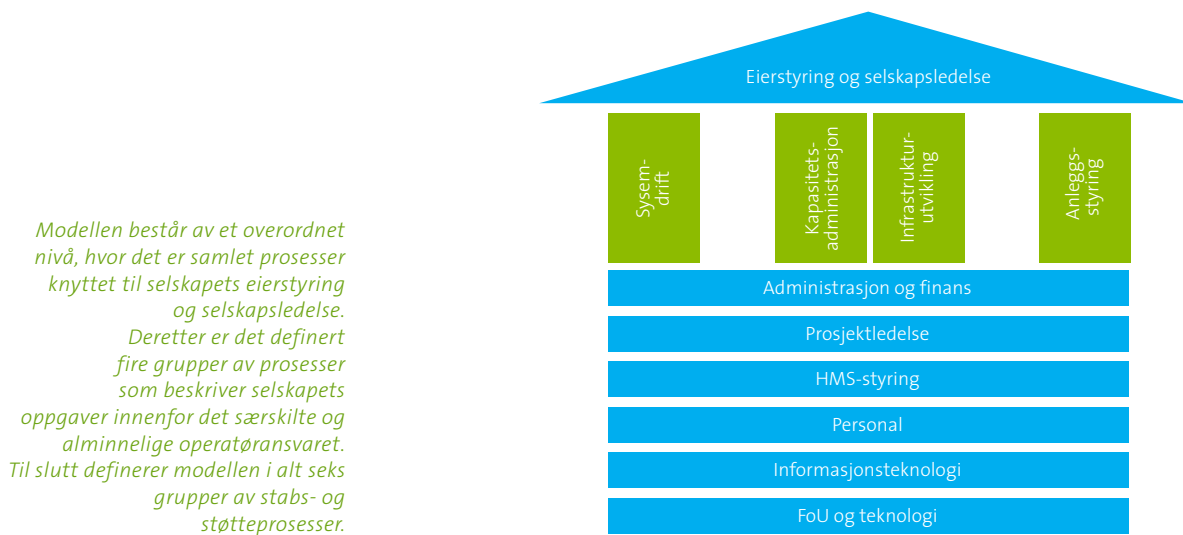 Modellen består av et overordnet
nivå, hvor det er samlet prosesser
knyttet til selskapets eierstyring
og selskapsledelse.
Deretter er det definert
fire grupper av prosesser
som beskriver selskapets
oppgaver innenfor det særskilte og
alminnelige operatøransvaret.
Til slutt definerer modellen i alt seks
grupper av stabs- og
støtteprosesser.
Eierstyring og selskapsledelse
Sysem-
drift
Kapasitets-
administrasjon
Infrastruktur-
utvikling
Anleggs-
styring
Administrasjon og finans
Prosjektledelse
HMS-styring
Personal
Informasjonsteknologi
FoU og teknologi